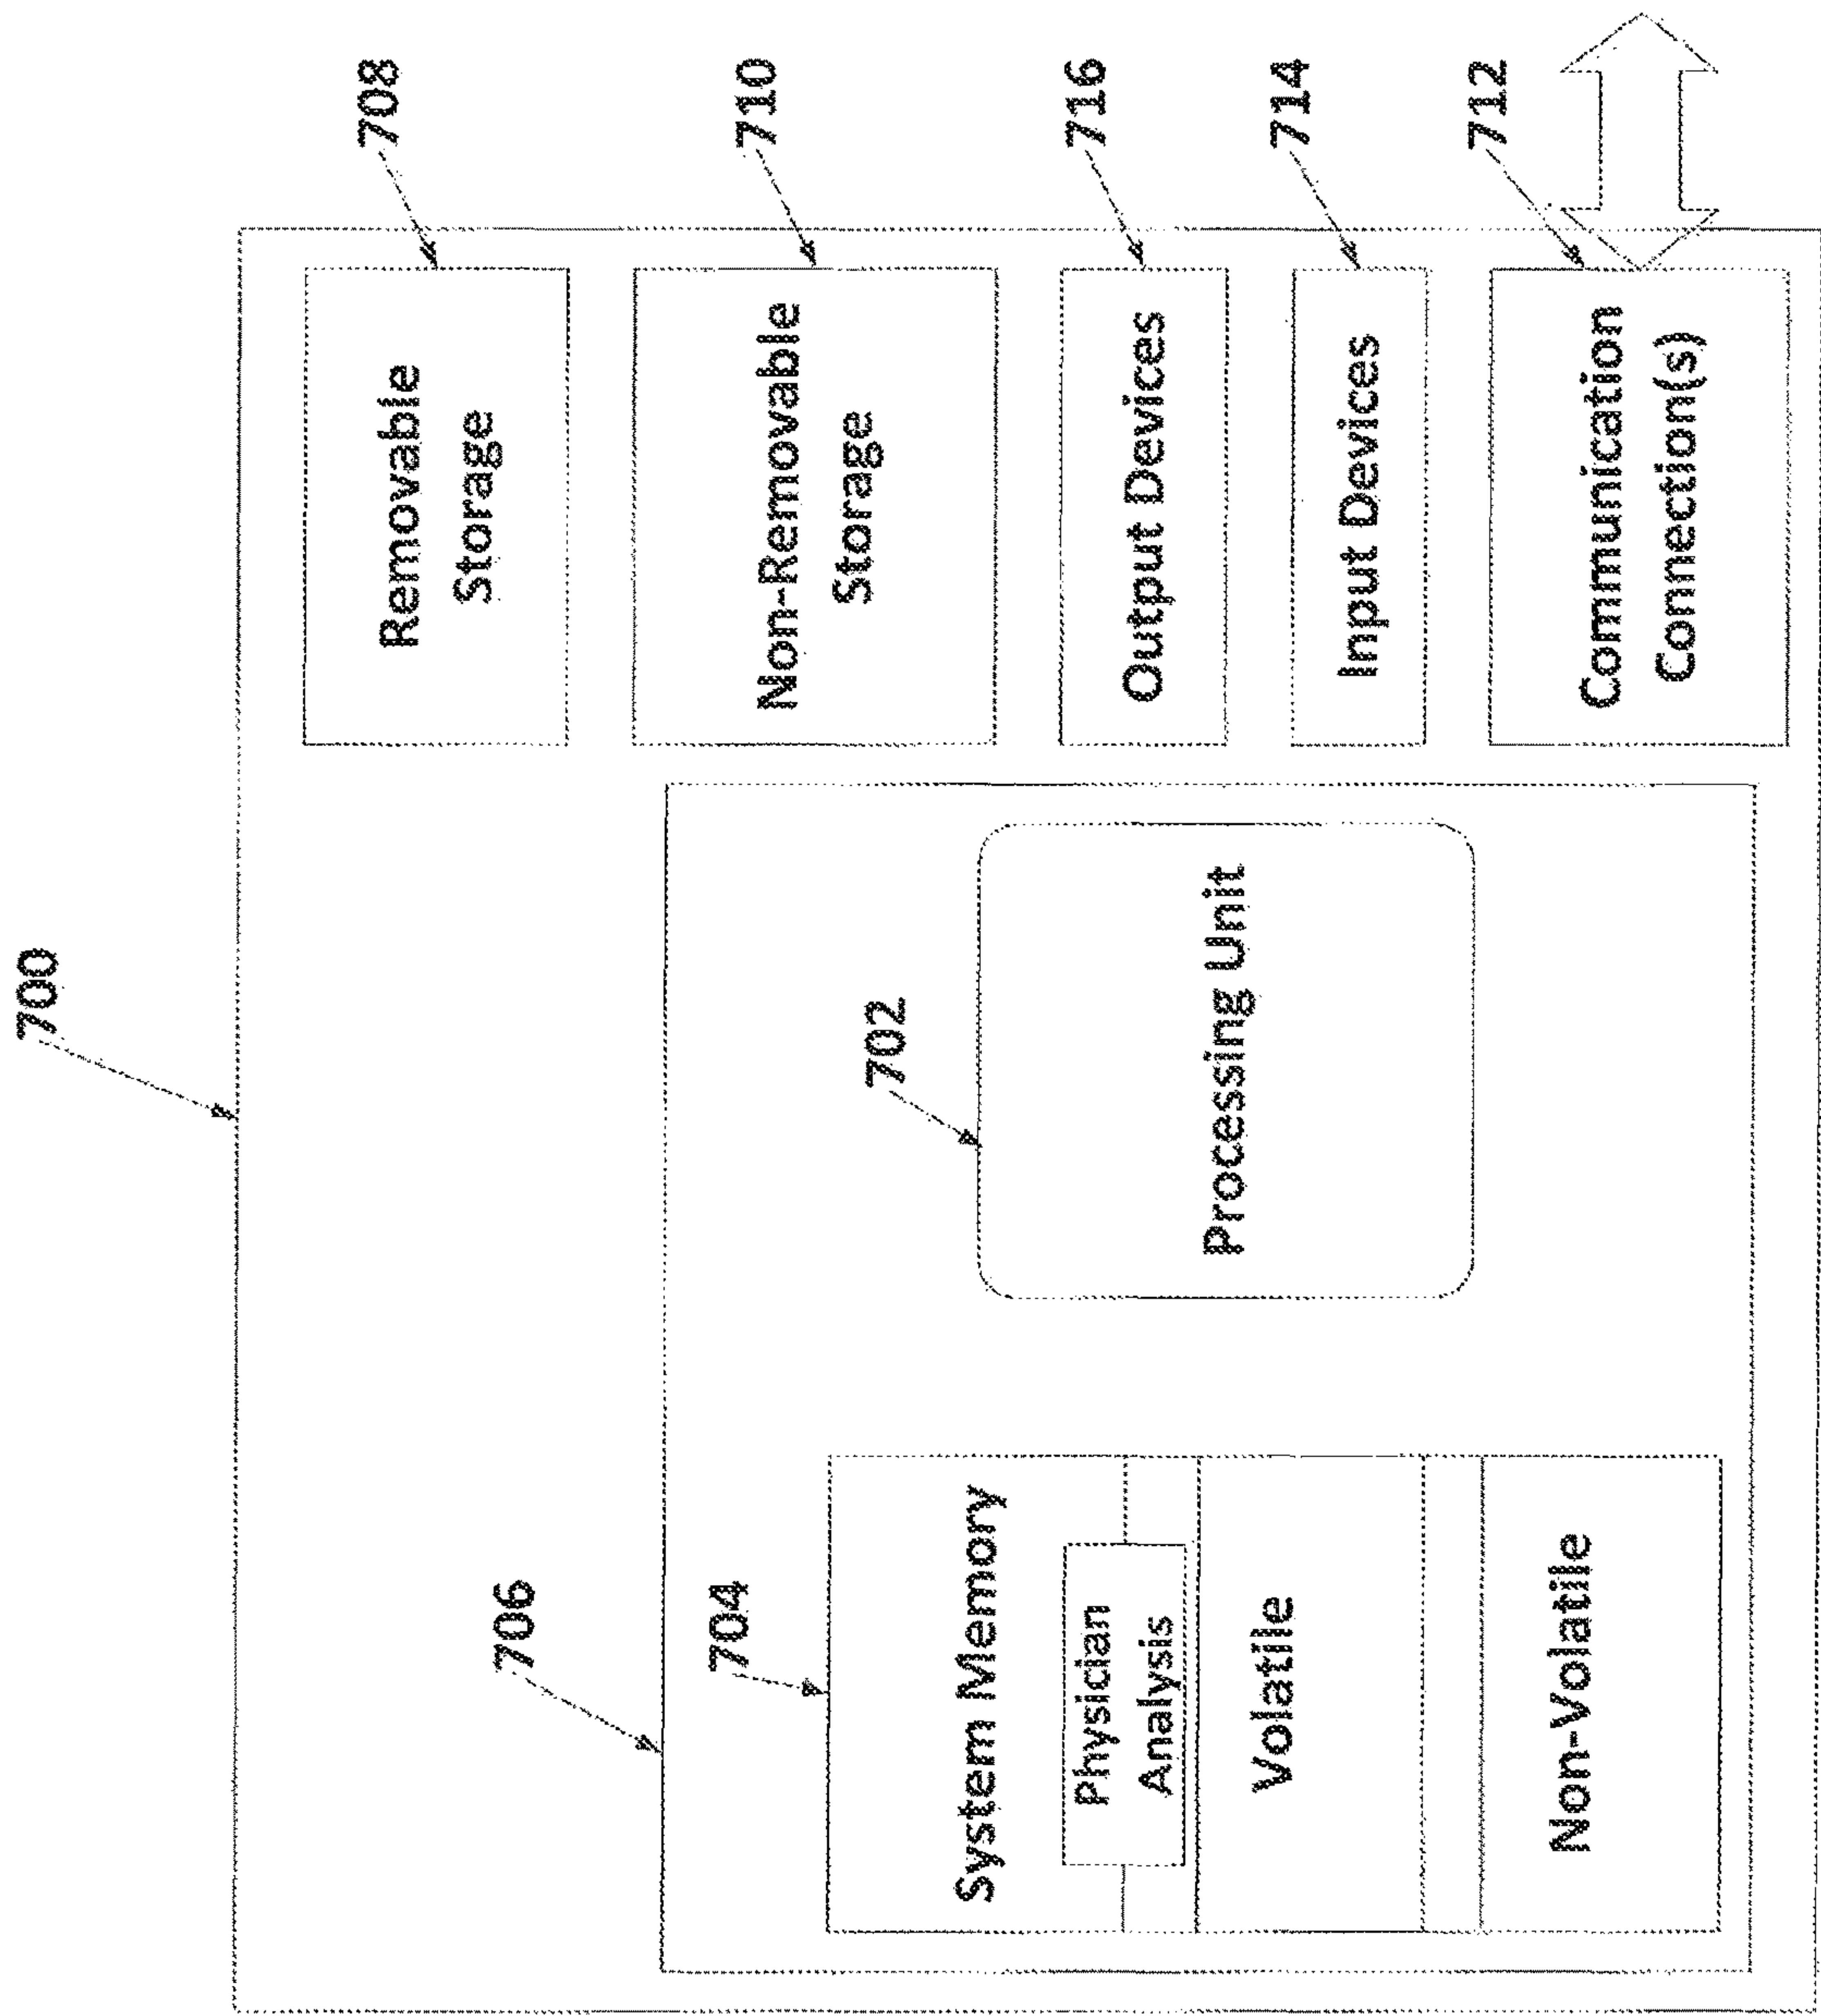 700
706
704
System Memory
Physician
Analysis
Volatile
Non-Volatile
702
Processing Unit
Removable
Storage
708
Non-Removable
Storage
710
Output Devices
716
Input Devices
714
Communication
Connection(s)
712